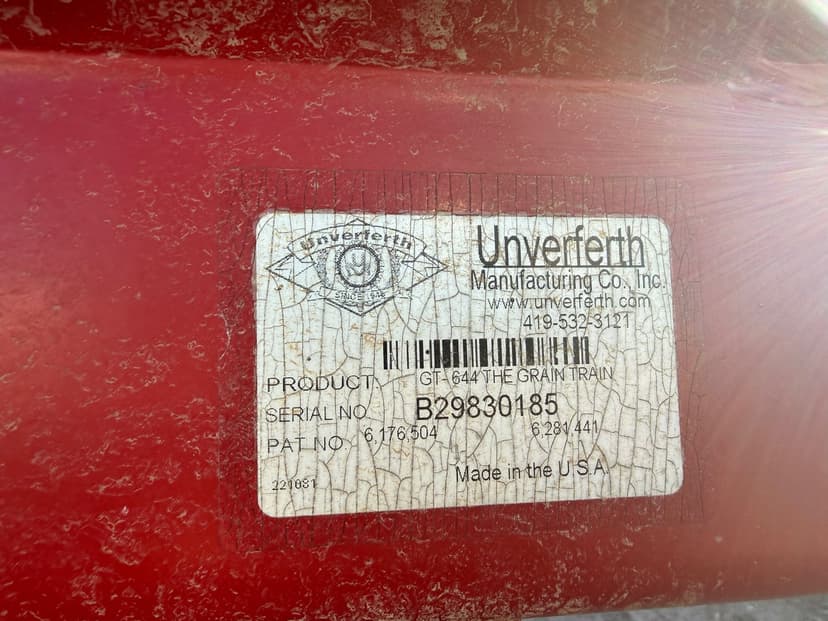 Unverferth
SINCE 1948
Unverferth
Manufacturing Co., Inc.
www.unverferth.com
419-532-3121
PRODUCT GT- 644 THE GRAIN TRAIN
SERIAL NO B29830185
PAT NO 6,176,504 6,281,441
Made in the U.S.A.
221081